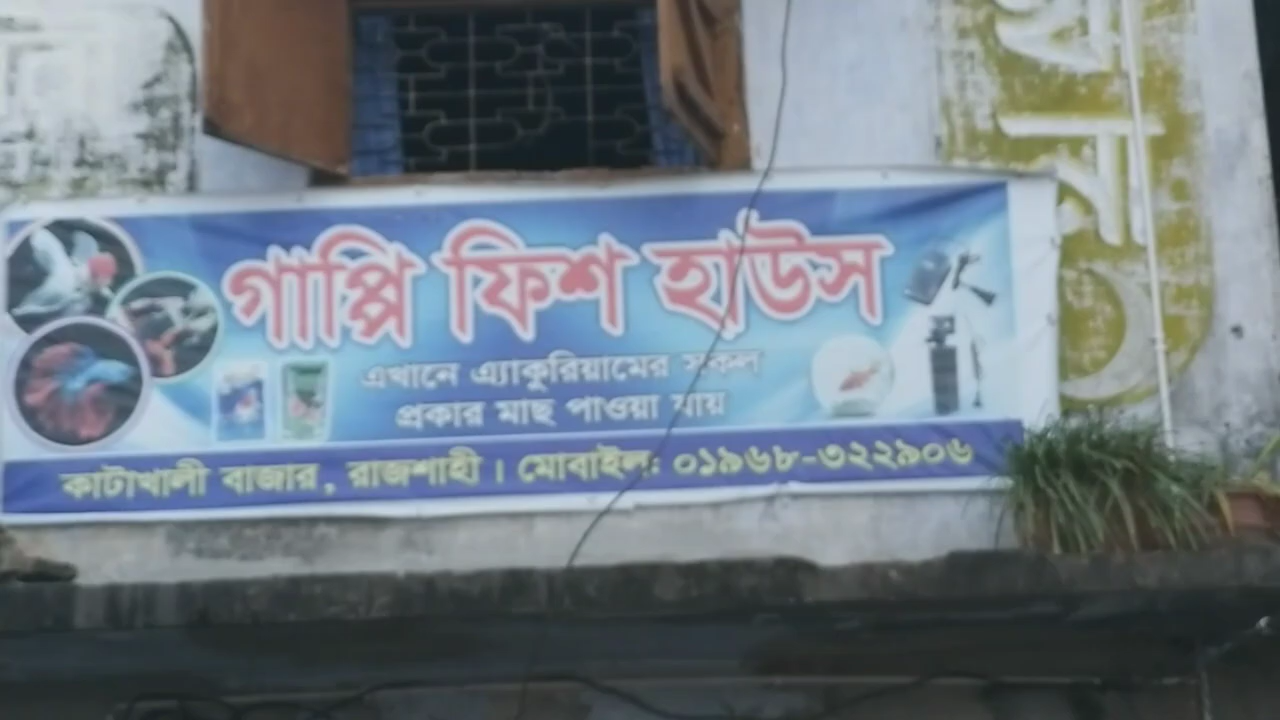 গাপ্পি ফিশ হাউস
এখানে এ্যাকুরিয়ামের সকল
প্রকার মাছ পাওয়া যায়
কাটাখালী বাজার, রাজশাহী। মোবাইল: ০১৯৬৮-৩২২৯০৬